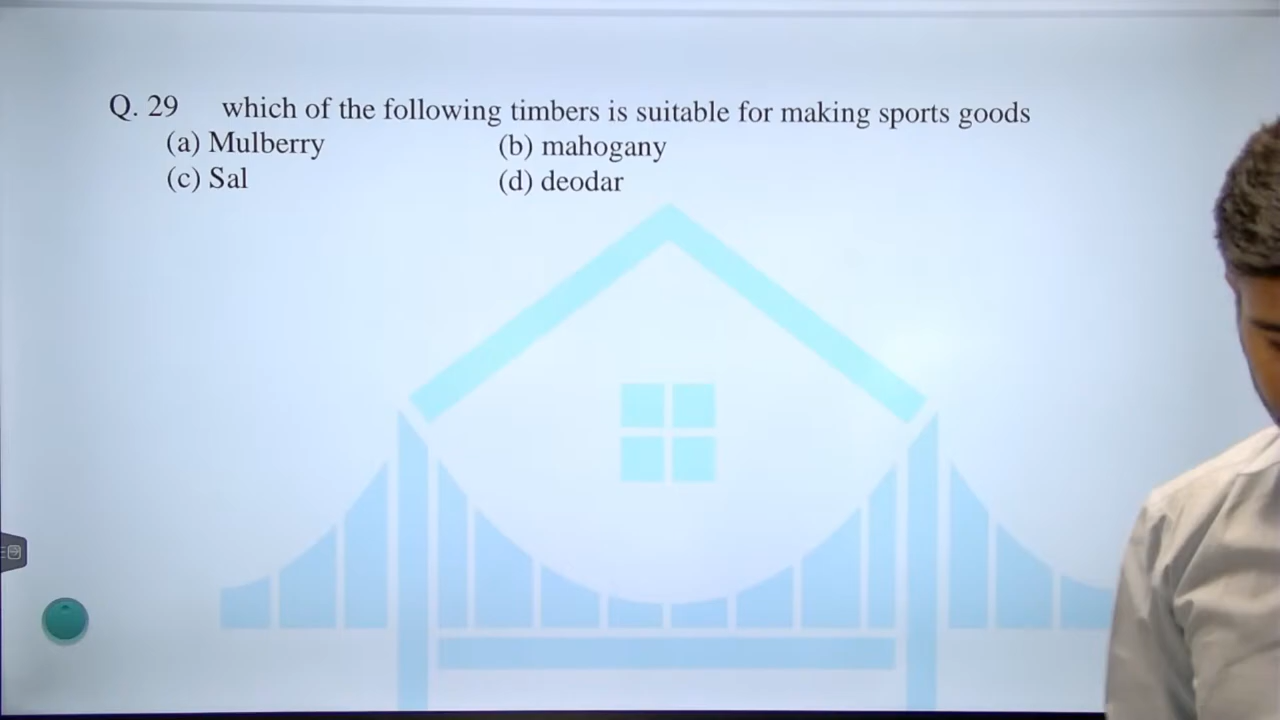 Q. 29 which of the following timbers is suitable for making sports goods
(a) Mulberry (b) mahogany
(c) Sal (d) deodar